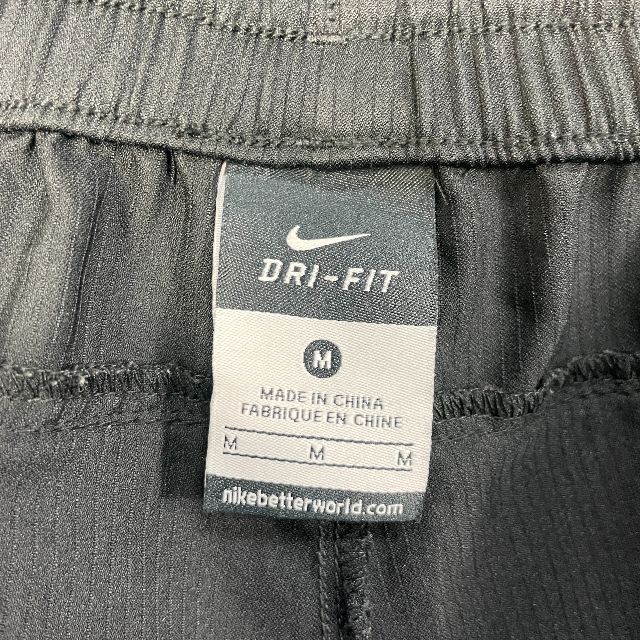 DRI-FIT
M
MADE IN CHINA
FABRIQUE EN CHINE
M M M
nikebetterworld.com